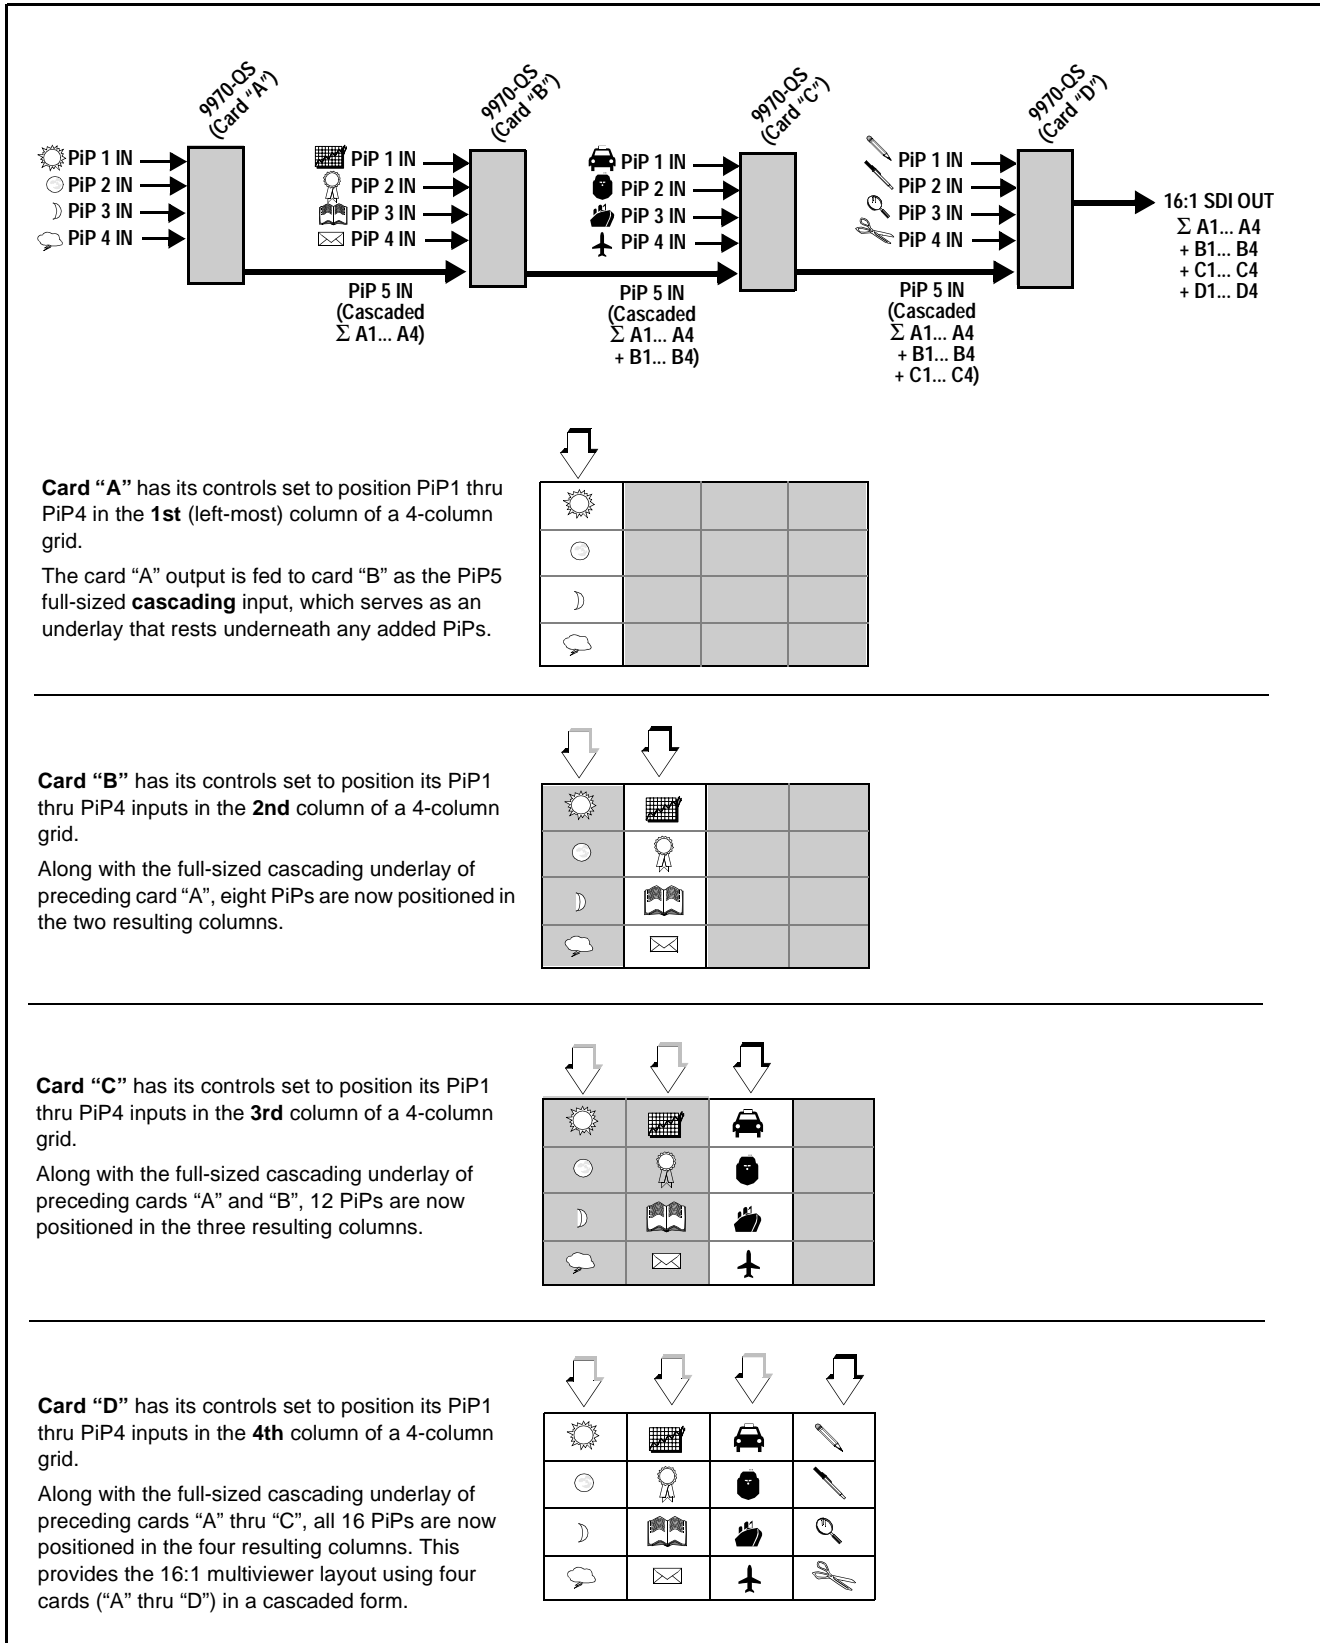 9970-QS
(Card "A")
9970-QS
(Card "B")
9970-QS
(Card "C")
9970-QS
(Card "D")
PiP 1 IN
PiP 2 IN
PiP 3 IN
PiP 4 IN
PiP 1 IN
PiP 2 IN
PiP 3 IN
PiP 4 IN
PiP 1 IN
PiP 2 IN
PiP 3 IN
PiP 4 IN
PiP 1 IN
PiP 2 IN
PiP 3 IN
PiP 4 IN
16:1 SDI OUT
Σ A1... A4
+ B1... B4
+ C1... C4
+ D1... D4
PiP 5 IN
(Cascaded
Σ A1... A4)
PiP 5 IN
(Cascaded
Σ A1... A4
+ B1... B4)
PiP 5 IN
(Cascaded
Σ A1... A4
+ B1... B4
+ C1... C4)
Card “A” has its controls set to position PiP1 thru
PiP4 in the 1st (left-most) column of a 4-column
grid.
The card “A” output is fed to card “B” as the PiP5
full-sized cascading input, which serves as an
underlay that rests underneath any added PiPs.
Card “B” has its controls set to position its PiP1
thru PiP4 inputs in the 2nd column of a 4-column
grid.
Along with the full-sized cascading underlay of
preceding card “A”, eight PiPs are now positioned in
the two resulting columns.
Card “C” has its controls set to position its PiP1
thru PiP4 inputs in the 3rd column of a 4-column
grid.
Along with the full-sized cascading underlay of
preceding cards “A” and “B”, 12 PiPs are now
positioned in the three resulting columns.
Card “D” has its controls set to position its PiP1
thru PiP4 inputs in the 4th column of a 4-column
grid.
Along with the full-sized cascading underlay of
preceding cards “A” thru “C”, all 16 PiPs are now
positioned in the four resulting columns. This
provides the 16:1 multiviewer layout using four
cards (“A” thru “D”) in a cascaded form.